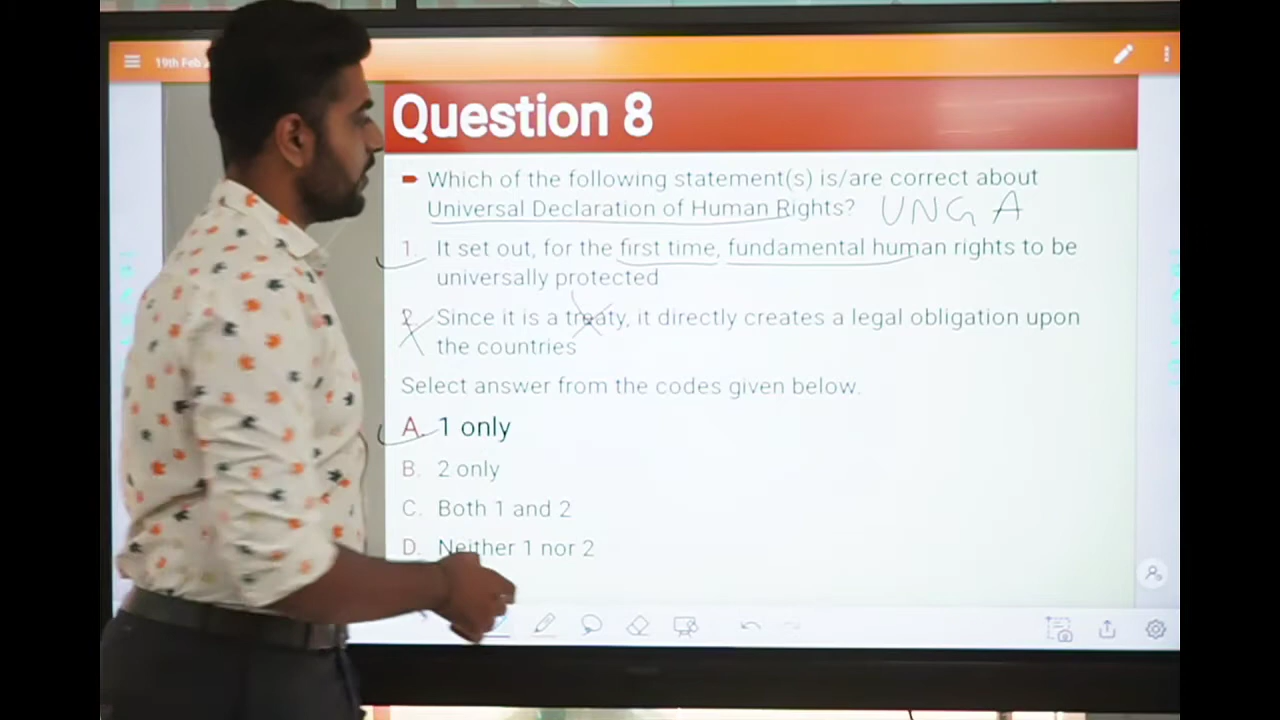 19th Feb
Question 8
Which of the following statement(s) is/are correct about
Universal Declaration of Human Rights? UNGA
1. It set out, for the first time, fundamental human rights to be
universally protected
2. Since it is a treaty, it directly creates a legal obligation upon
the countries
Select answer from the codes given below.
A. 1 only
B. 2 only
C. Both 1 and 2
D. Neither 1 nor 2